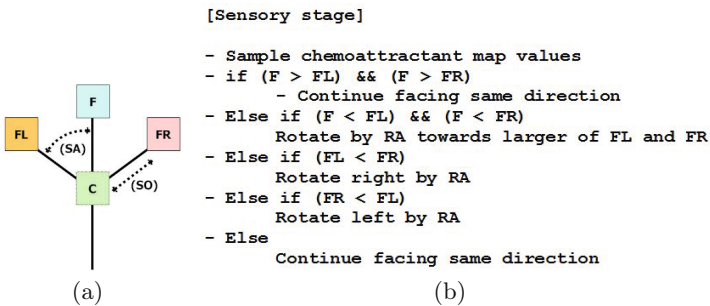 [Sensory stage]
- Sample chemoattractant map values
- if (F > FL) && (F > FR)
- Continue facing same direction
- Else if (F < FL) && (F < FR)
Rotate by RA towards larger of FL and FR
- Else if (FL < FR)
Rotate right by RA
- Else if (FR < FL)
Rotate left by RA
- Else
Continue facing same direction
F
FL
FR
(SA)
(SO)
C
(a)
(b)